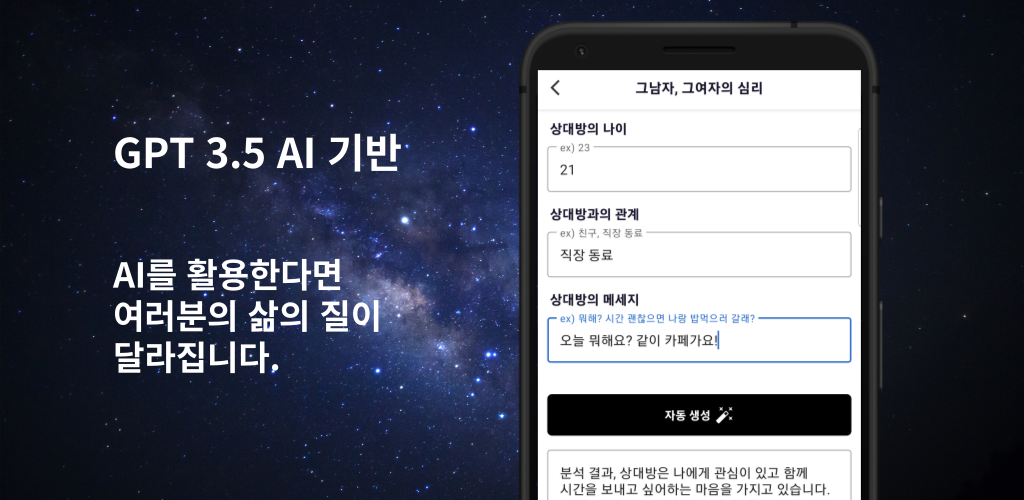 GPT 3.5 AI 기반
AI를 활용한다면
여러분의 삶의 질이
달라집니다.
그남자, 그여자의 심리
상대방의 나이
ex) 23
21
상대방과의 관계
ex) 친구, 직장 동료
직장 동료
상대방의 메세지
ex) 뭐해? 시간 괜찮으면 나랑 밥먹으러 갈래?
오늘 뭐해요? 같이 카페가요!
자동 생성
분석 결과, 상대방은 나에게 관심이 있고 함께
시간을 보내고 싶어하는 마음을 가지고 있습니다.